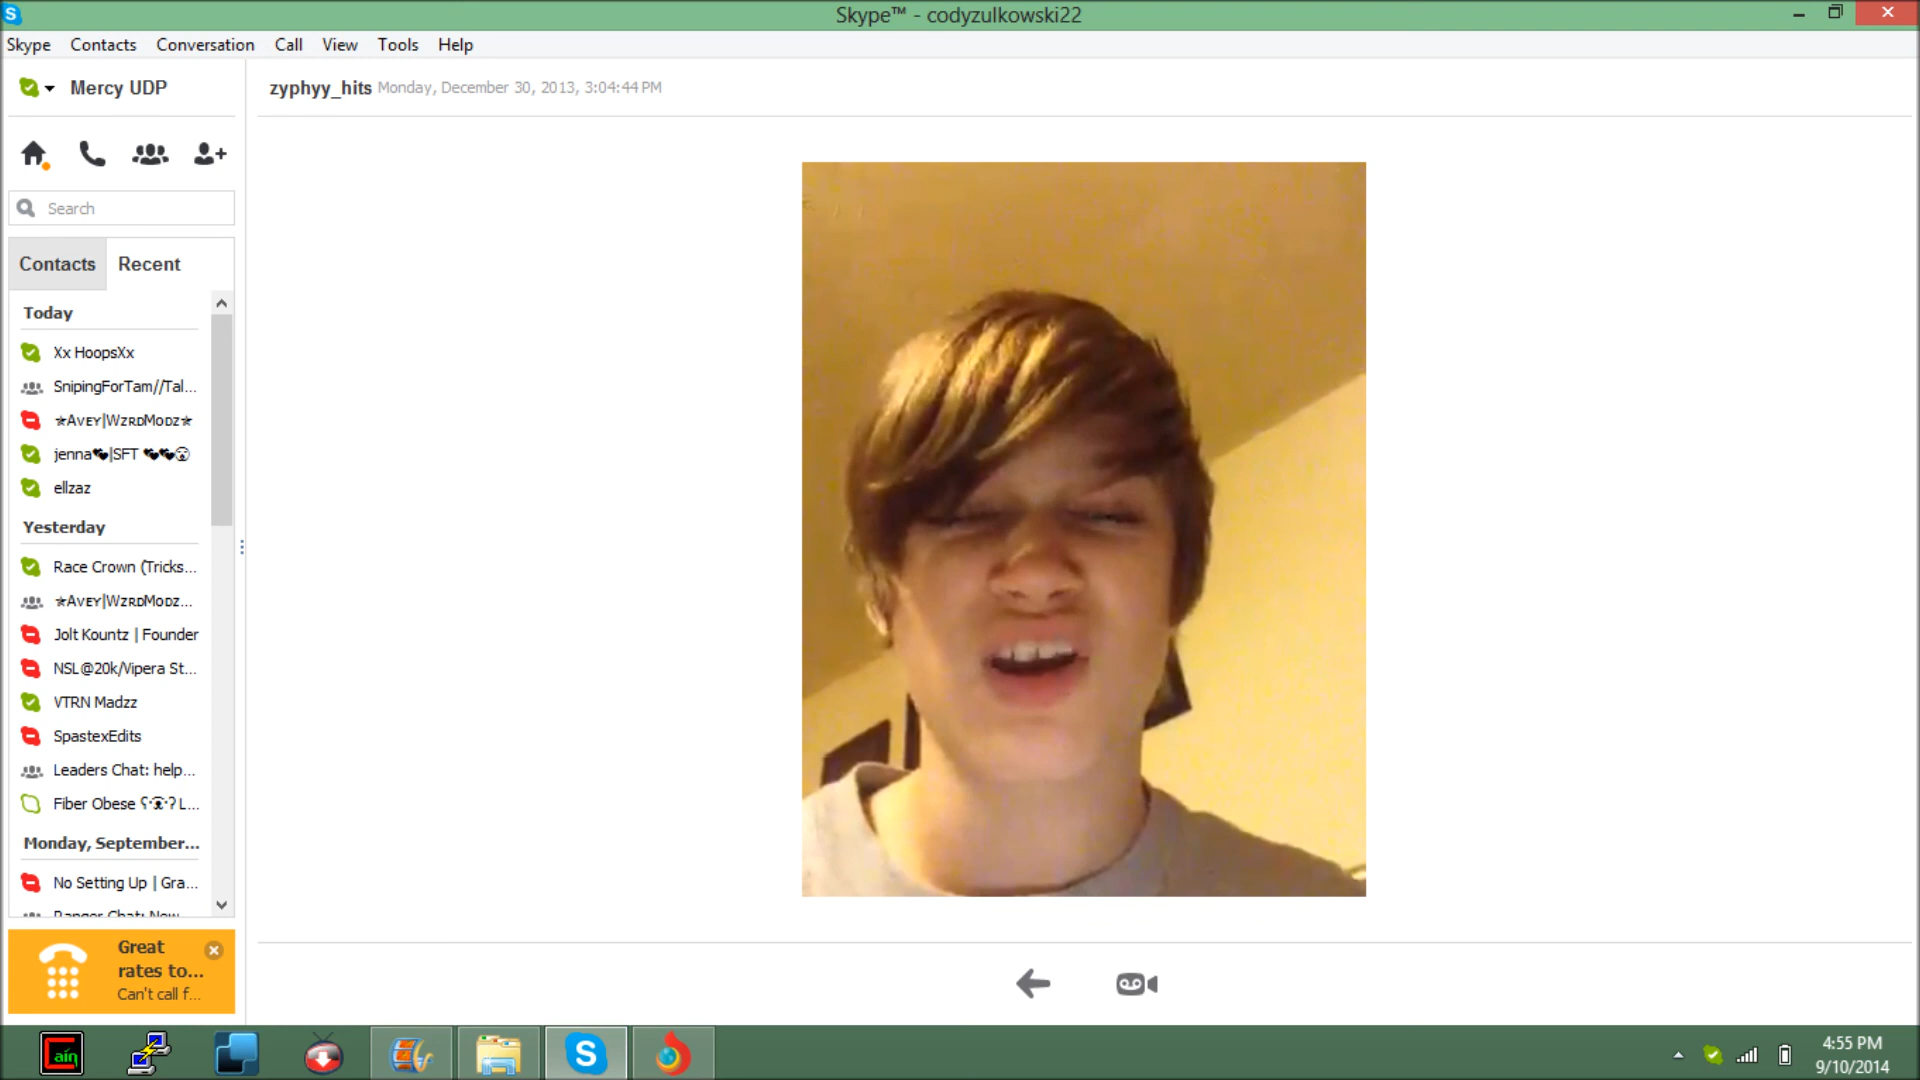 Skype™ - codyzulkowski22
Skype Contacts Conversation Call View Tools Help
Mercy UDP
zyphyy_hits Monday, December 30, 2013, 3:04:44 PM
Search
Contacts Recent
Today
Xx HoopsXx
SnipingForTam//Tal...
✯Avey|WzrdModz✯
jenna|SFT
ellzaz
Yesterday
Race Crown (Tricks...
✯Avey|WzrdModz...
Jolt Kountz | Founder
NSL@20k/Vipera St...
VTRN Madzz
SpastexEdits
Leaders Chat: help...
Fiber Obese ʕ·ᴥ·ʔ L...
Monday, September...
No Setting Up | Gra...
Great
rates to...
Can't call f...
Cain
4:55 PM
9/10/2014